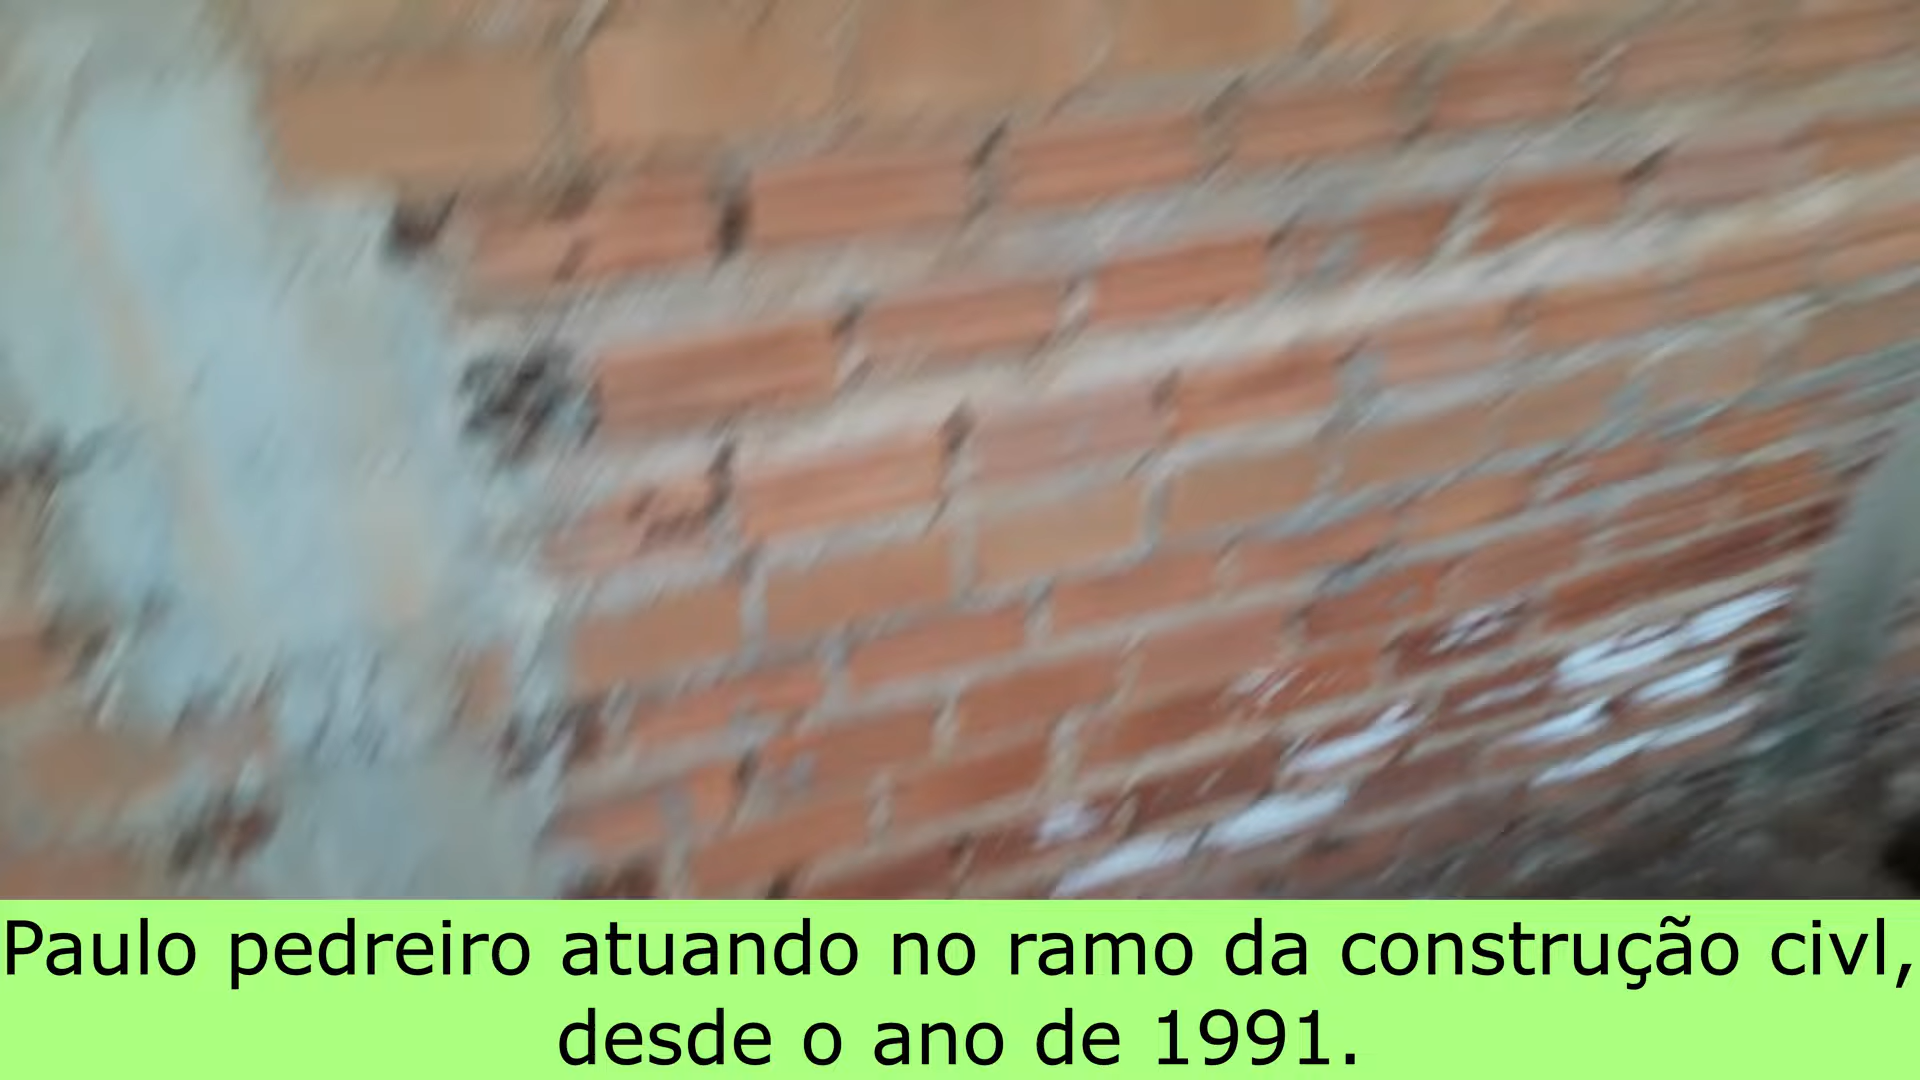 Paulo pedreiro atuando no ramo da construção civl,
desde o ano de 1991.